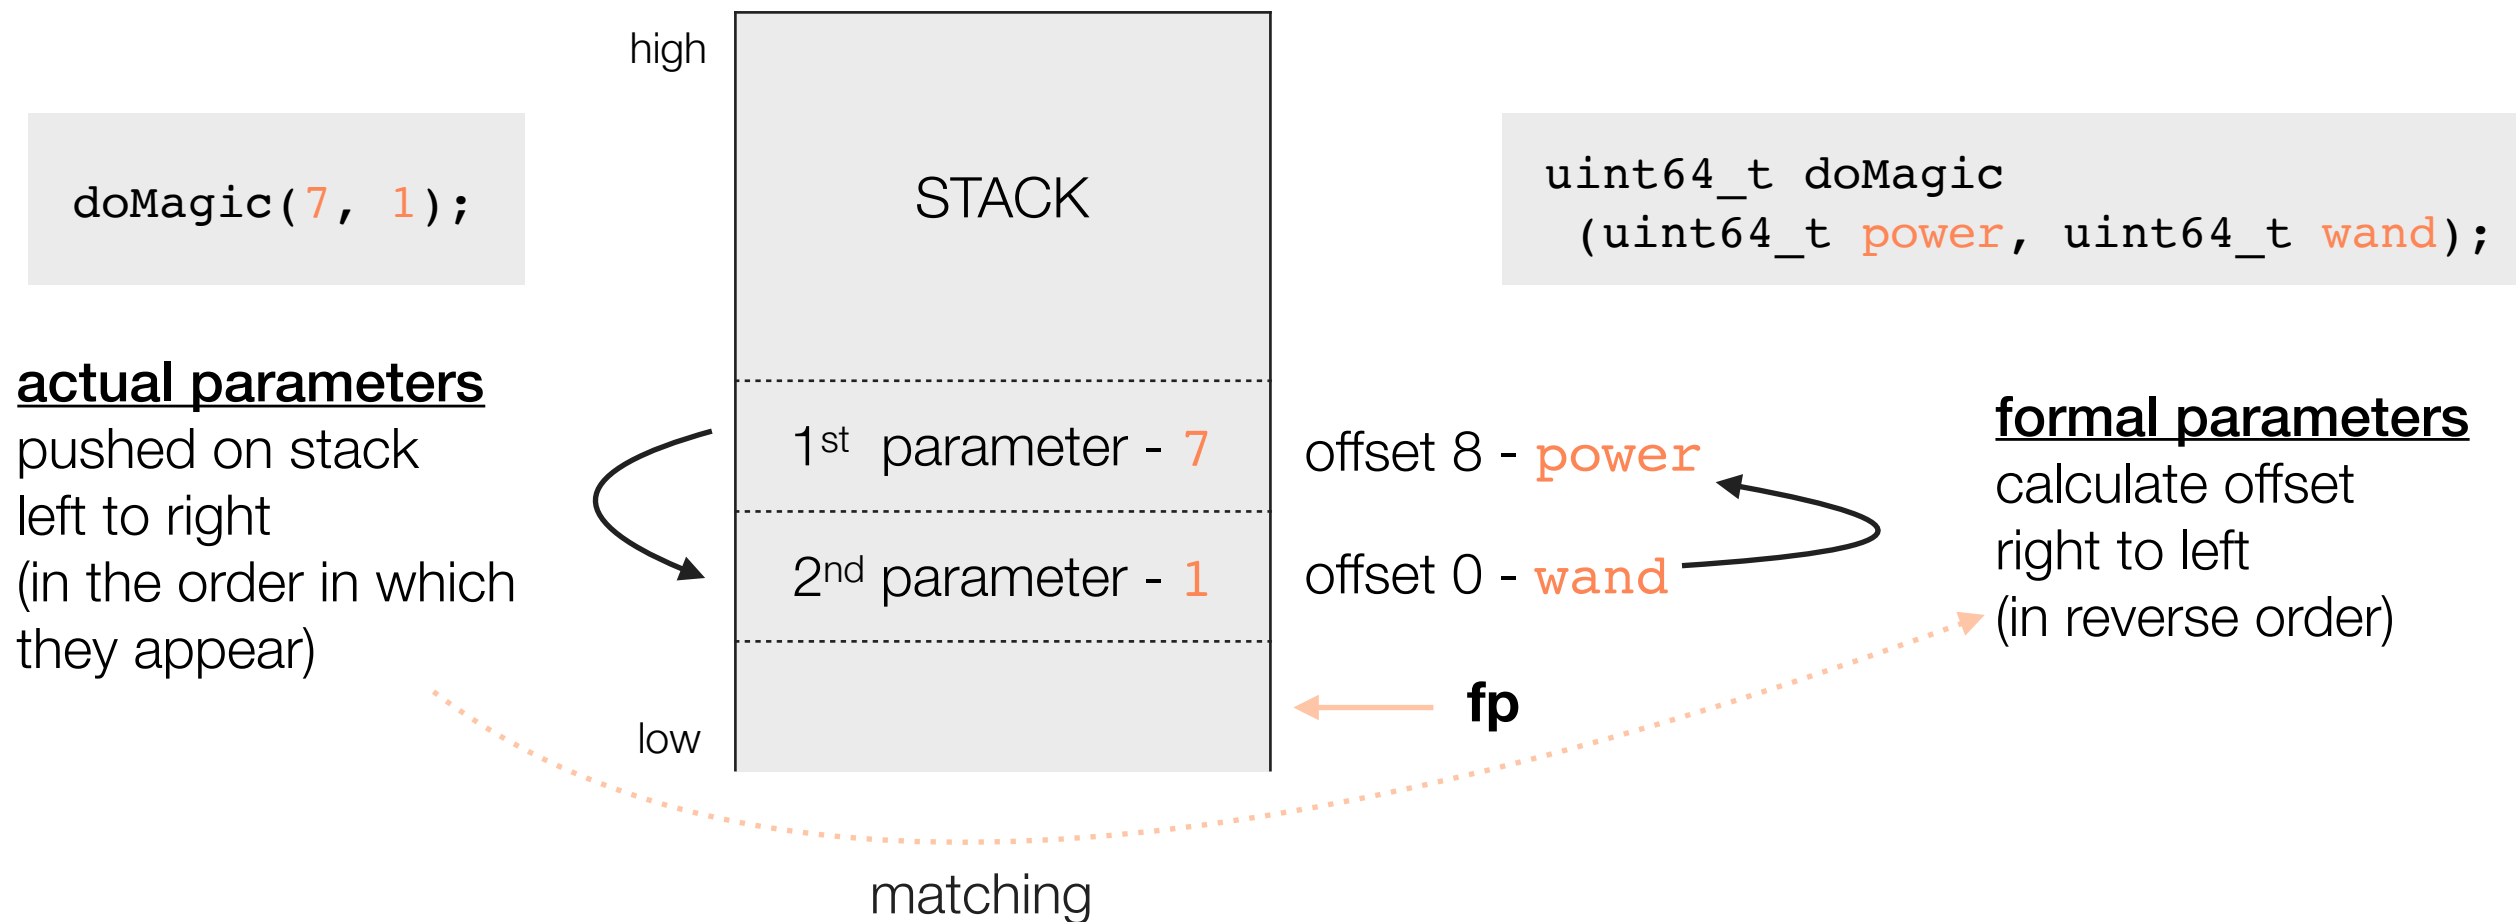 high
doMagic(7, 1);
STACK
uint64_t doMagic
(uint64_t power, uint64_t wand);
actual parameters
pushed on stack
left to right
(in the order in which
they appear)
1st parameter - 7
2nd parameter - 1
offset 8 - power
offset 0 - wand
fp
low
formal parameters
calculate offset
right to left
(in reverse order)
matching